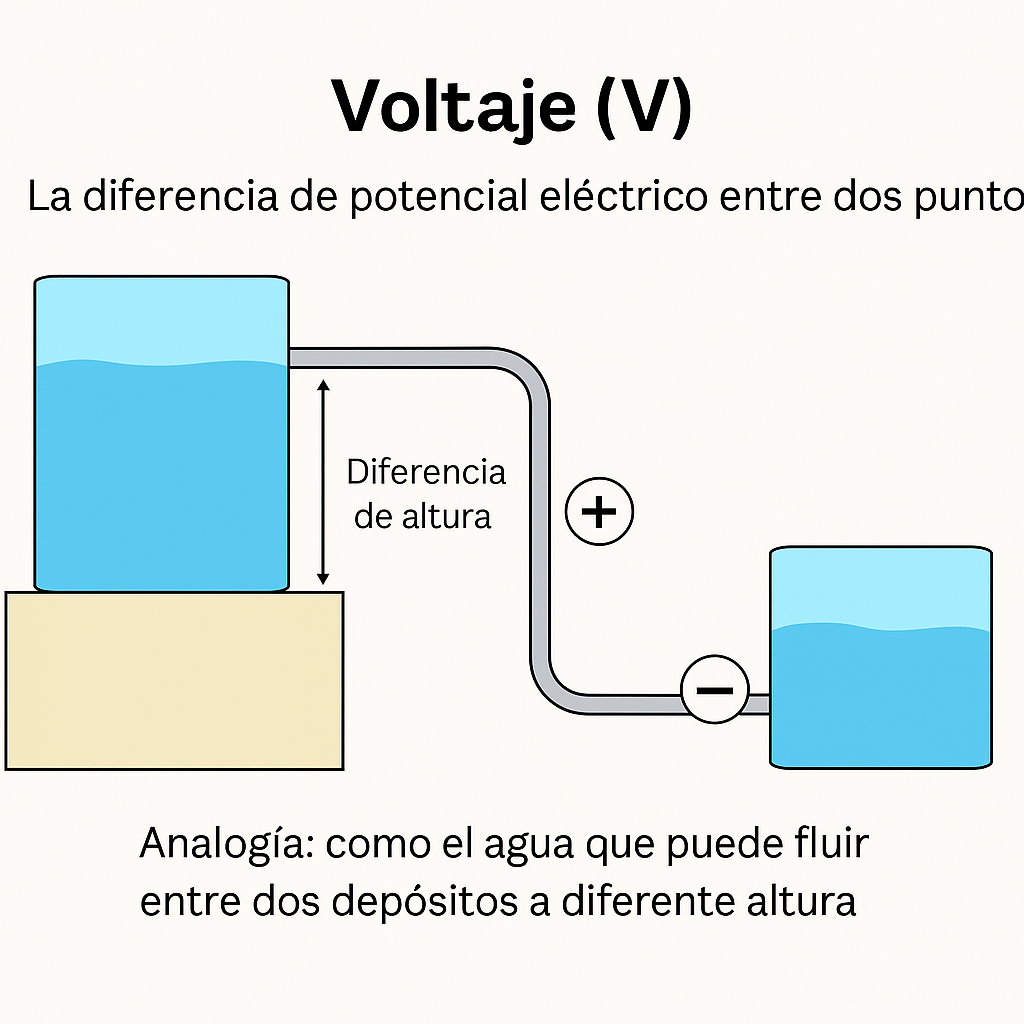 Voltaje (V)
La diferencia de potencial eléctrico entre dos punto
Diferencia
de altura
+
−
Analogía: como el agua que puede fluir
entre dos depósitos a diferente altura